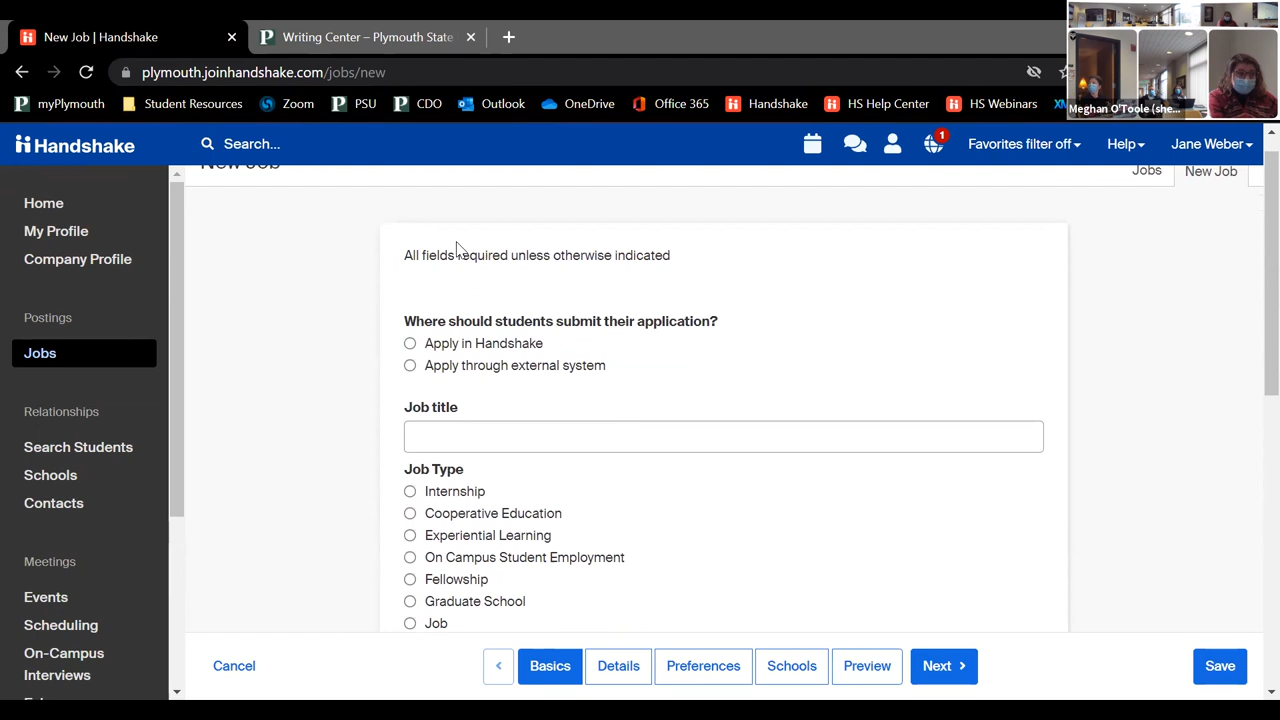 New Job | Handshake
Writing Center – Plymouth State
plymouth.joinhandshake.com/jobs/new
myPlymouth
Student Resources
Zoom
PSU
CDO
Outlook
OneDrive
Office 365
Handshake
HS Help Center
HS Webinars
Meghan O'Toole (she...
Handshake
Search...
1
Favorites filter off
Help
Jane Weber
New Job
Jobs
New Job
Home
My Profile
Company Profile
Postings
Jobs
Relationships
Search Students
Schools
Contacts
Meetings
Events
Scheduling
On-Campus
Interviews
All fields required unless otherwise indicated
Where should students submit their application?
Apply in Handshake
Apply through external system
Job title
Job Type
Internship
Cooperative Education
Experiential Learning
On Campus Student Employment
Fellowship
Graduate School
Job
Cancel
<
Basics
Details
Preferences
Schools
Preview
Next >
Save